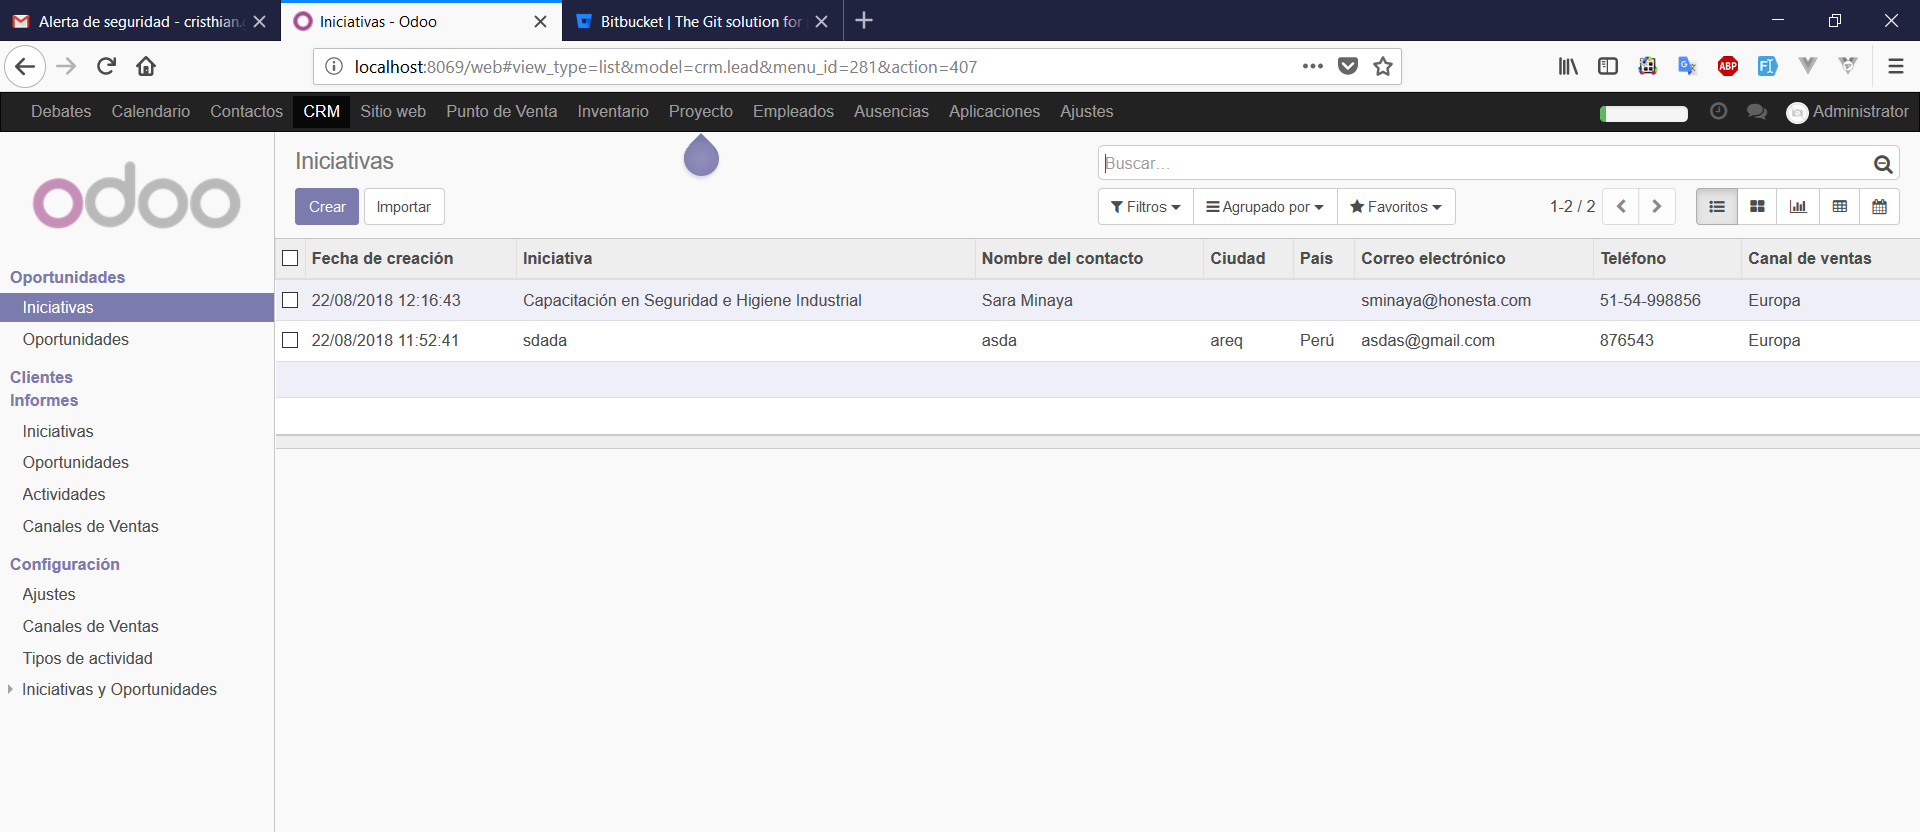 Alerta de seguridad - cristhian.
Iniciativas - Odoo
Bitbucket | The Git solution for
localhost:8069/web#view_type=list&model=crm.lead&menu_id=281&action=407
ABP
Debates Calendario Contactos CRM Sitio web Punto de Venta Inventario Proyecto Empleados Ausencias Aplicaciones Ajustes Administrator
odoo
Iniciativas
Buscar...
Crear Importar
Filtros Agrupado por Favoritos 1-2 / 2
Oportunidades
Iniciativas
Oportunidades
Clientes
Informes
Iniciativas
Oportunidades
Actividades
Canales de Ventas
Configuración
Ajustes
Canales de Ventas
Tipos de actividad
Iniciativas y Oportunidades
Fecha de creación Iniciativa Nombre del contacto Ciudad País Correo electrónico Teléfono Canal de ventas
22/08/2018 12:16:43 Capacitación en Seguridad e Higiene Industrial Sara Minaya sminaya@honesta.com 51-54-998856 Europa
22/08/2018 11:52:41 sdada asda areq Perú asdas@gmail.com 876543 Europa